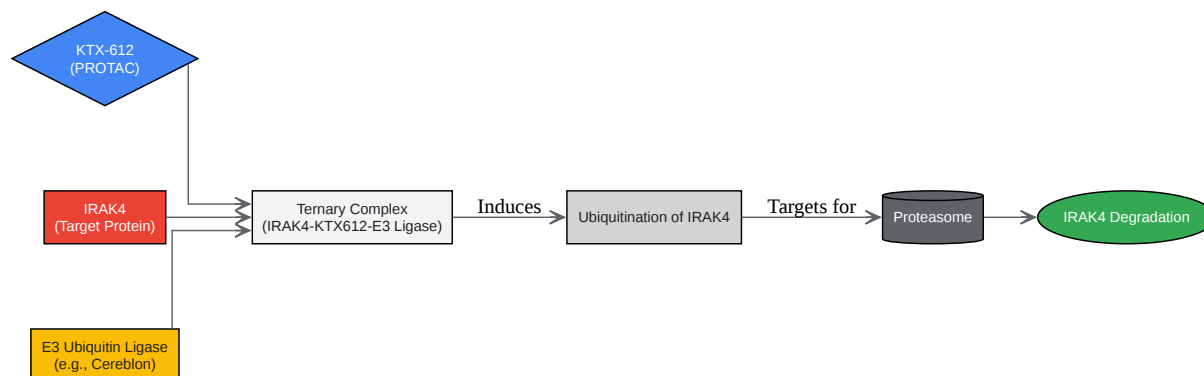 KTX-612
(PROTAC)
IRAK4
(Target Protein)
E3 Ubiquitin Ligase
(e.g., Cereblon)
Ternary Complex
(IRAK4-KTX612-E3 Ligase)
Induces
Ubiquitination of IRAK4
Targets for
Proteasome
IRAK4 Degradation